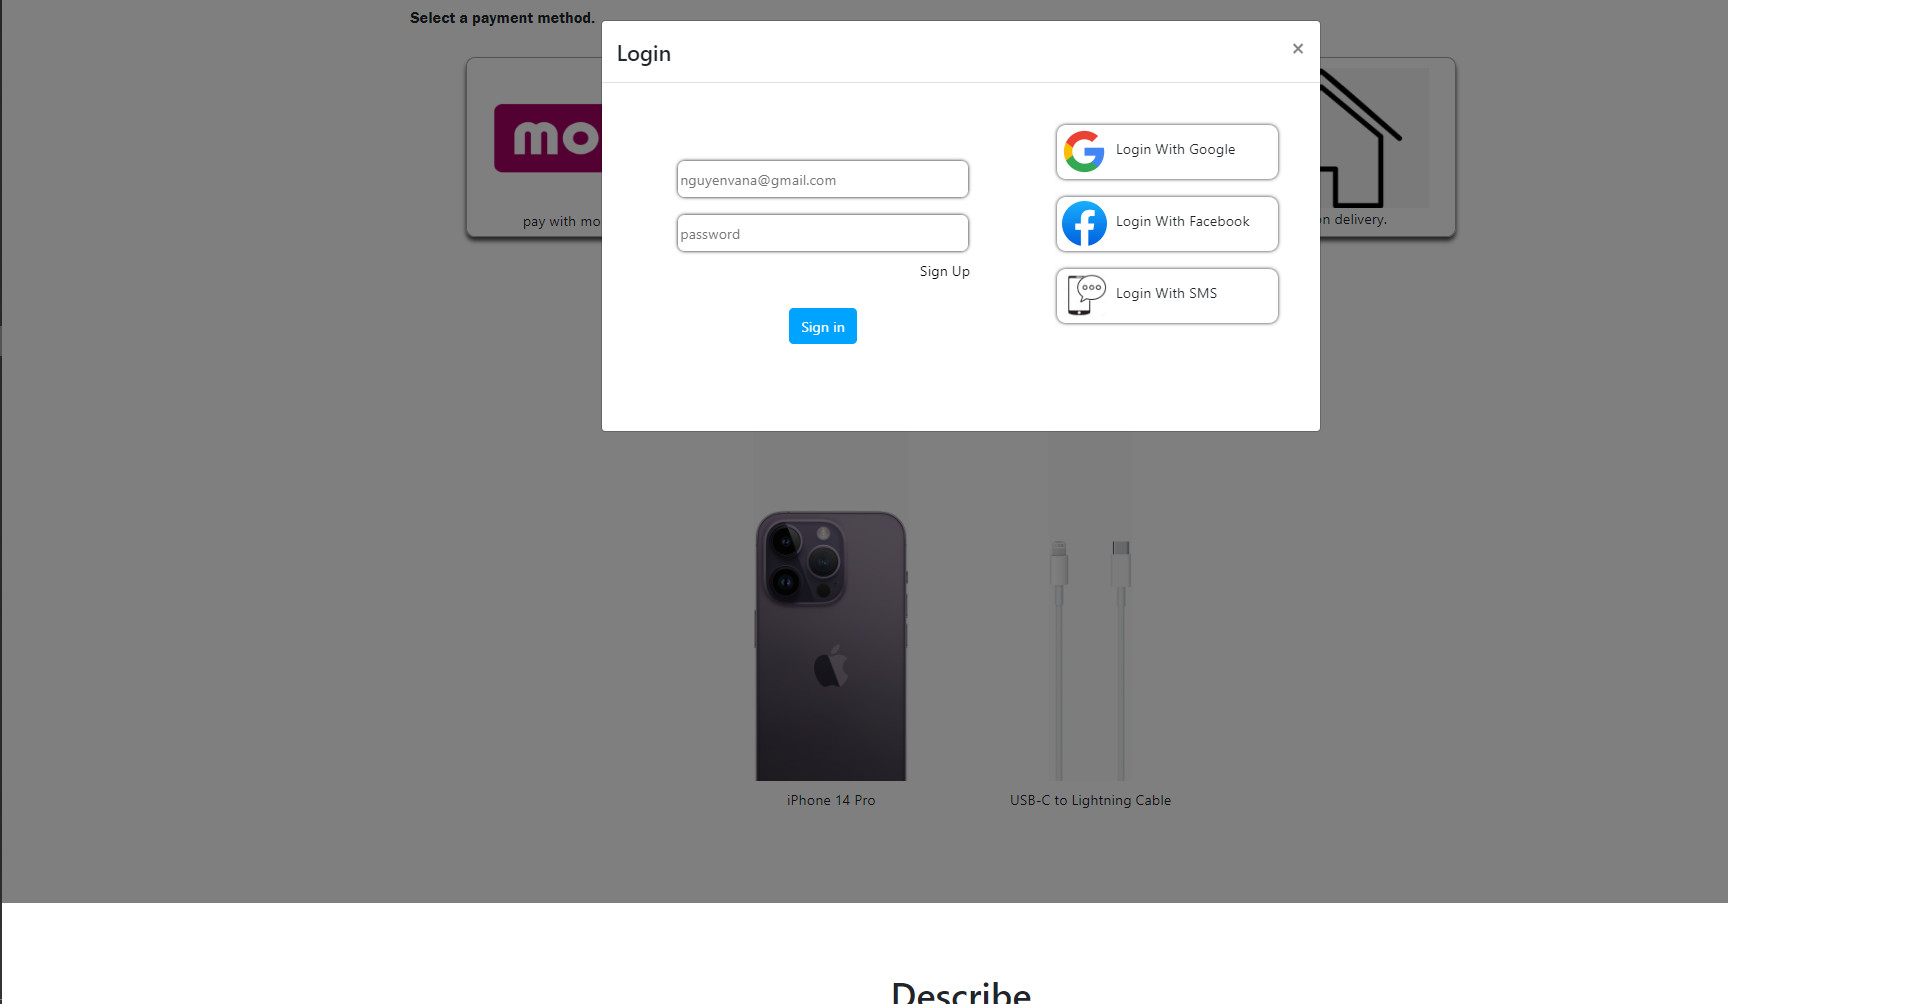 Select a payment method.
Login
×
mo
nguyenvana@gmail.com
password
Sign Up
Sign in
Login With Google
Login With Facebook
Login With SMS
pay with mo
delivery.
iPhone 14 Pro
USB-C to Lightning Cable
Describe